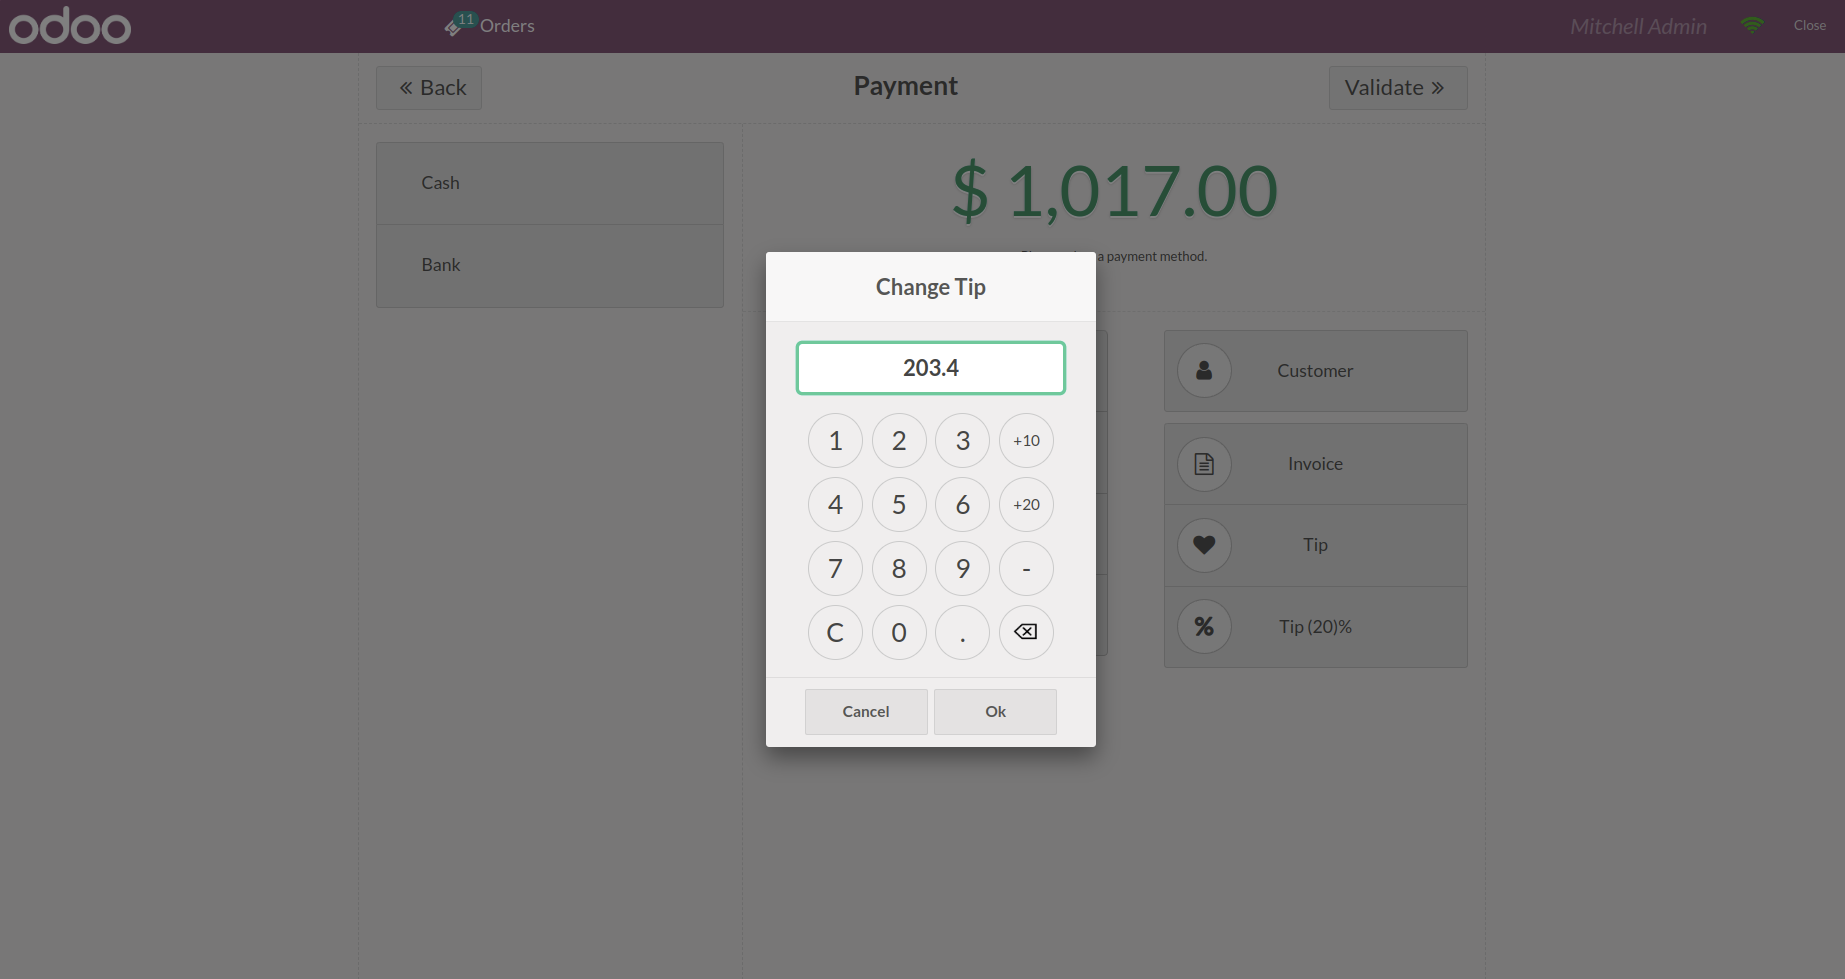 odoo
11
Orders
Mitchell Admin
Close
Back
Payment
Validate
Cash
Bank
$ 1,017.00
a payment method.
Change Tip
203.4
1 2 3 +10
4 5 6 +20
7 8 9 -
C 0 .
Cancel
Ok
Customer
Invoice
Tip
% Tip (20)%